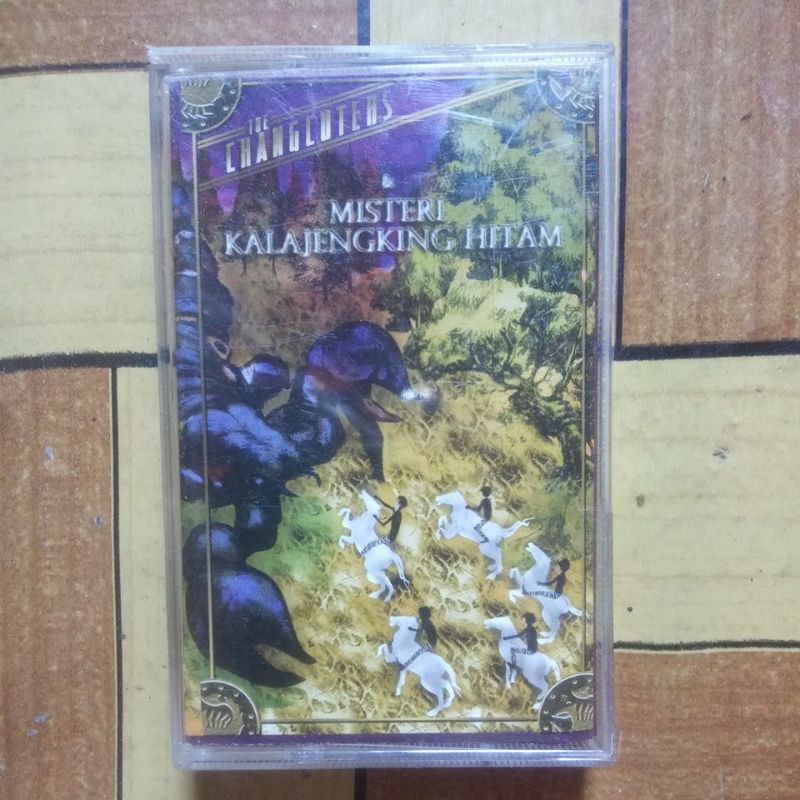 THE
CHANGCUTERS
&
MISTERI
KALAJENGKING HITAM